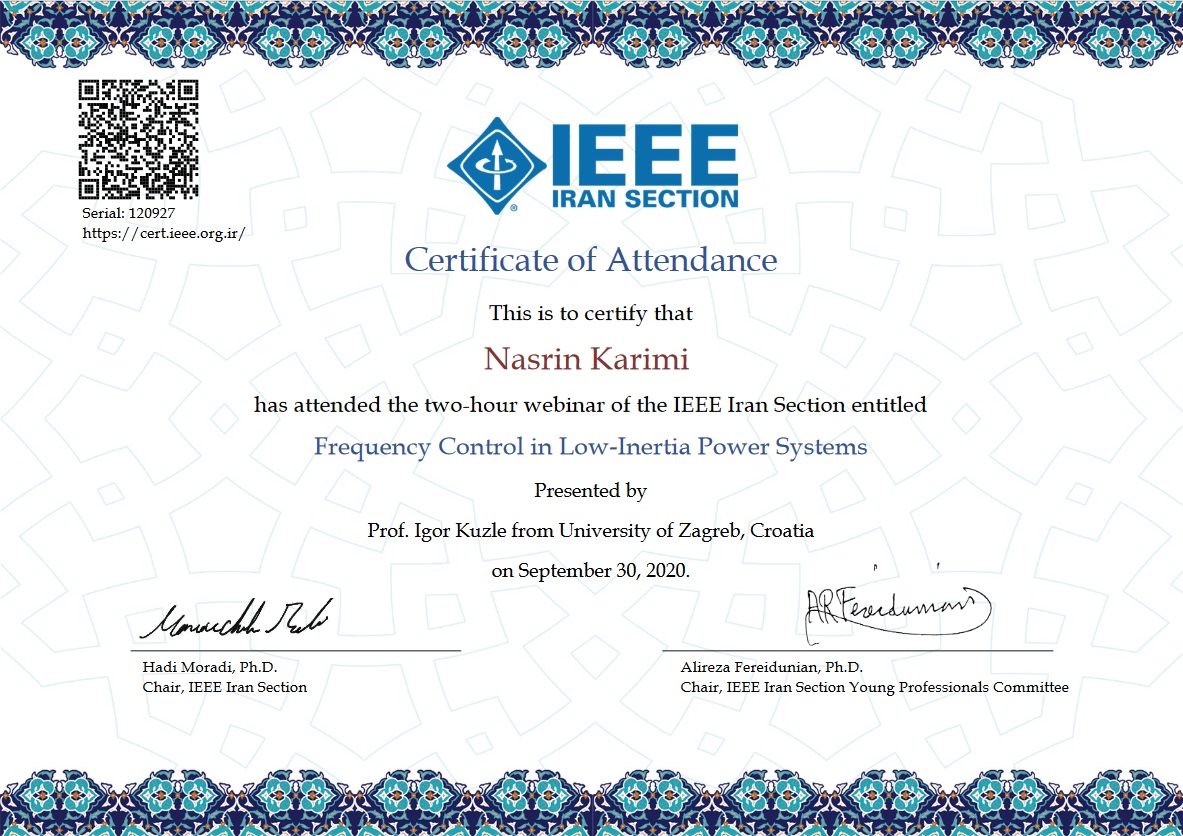 Serial: 120927
https://cert.ieee.org.ir/
IEEE
IRAN SECTION
®
Certificate of Attendance
This is to certify that
Nasrin Karimi
has attended the two-hour webinar of the IEEE Iran Section entitled
Frequency Control in Low-Inertia Power Systems
Presented by
Prof. Igor Kuzle from University of Zagreb, Croatia
on September 30, 2020.
ARFereidunian
Hadi Moradi, Ph.D.
Chair, IEEE Iran Section
Alireza Fereidunian, Ph.D.
Chair, IEEE Iran Section Young Professionals Committee